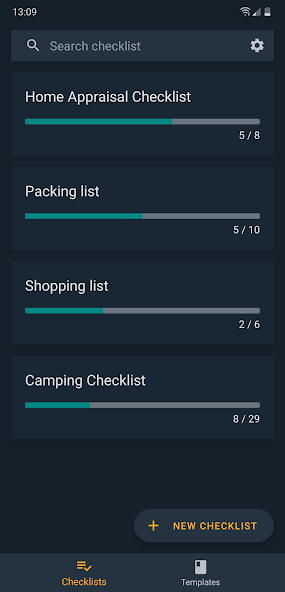 13:09
Search checklist
Home Appraisal Checklist
5 / 8
Packing list
5 / 10
Shopping list
2 / 6
Camping Checklist
8 / 29
+ NEW CHECKLIST
Checklists
Templates